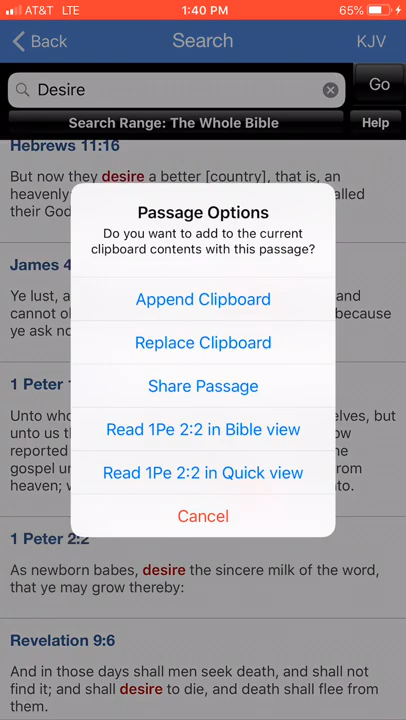 AT&T LTE 1:40 PM 65%
Back Search KJV
Desire Go
Search Range: The Whole Bible Help
Hebrews 11:16
But now they desire a better [country], that is, an
heavenly
alled
their God
Passage Options
Do you want to add to the current
clipboard contents with this passage?
Append Clipboard
Replace Clipboard
Share Passage
Read 1Pe 2:2 in Bible view
Read 1Pe 2:2 in Quick view
Cancel
James 4
Ye lust, a and
cannot o because
ye ask no
1 Peter
Unto who elves, but
unto us t ow
reported
gospel un rom
heaven; w nto.
1 Peter 2:2
As newborn babes, desire the sincere milk of the word,
that ye may grow thereby:
Revelation 9:6
And in those days shall men seek death, and shall not
find it; and shall desire to die, and death shall flee from
them.